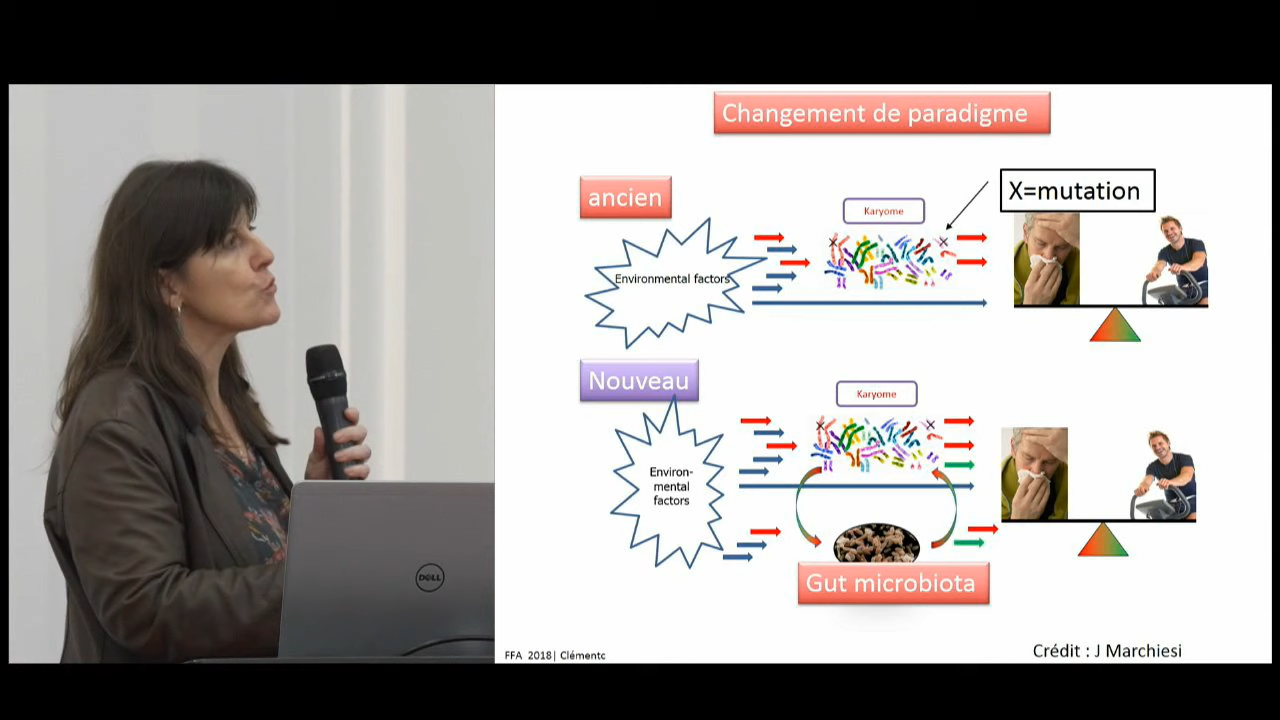 Changement de paradigme
ancien
X=mutation
Karyome
Environmental factors
Nouveau
Karyome
Environ-
mental
factors
Gut microbiota
DELL
FFA 2018| Clémentc
Crédit : J Marchiesi